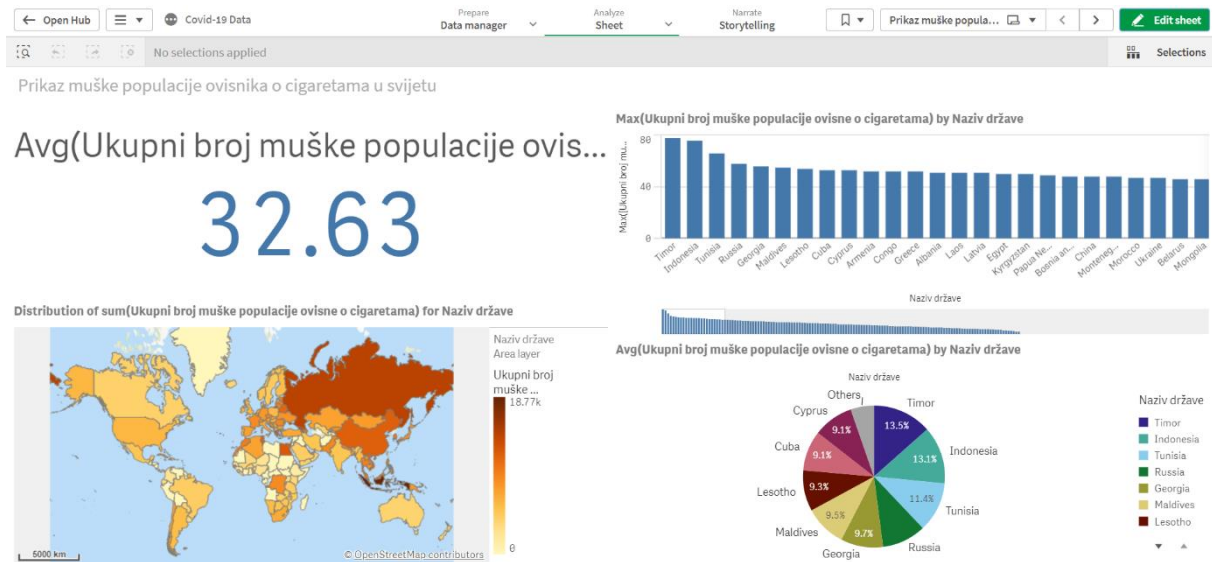 Open Hub
Covid-19 Data
Prepare
Data manager
Analyze
Sheet
Narrate
Storytelling
Prikaz muške popula...
Edit sheet
No selections applied
Selections
Prikaz muške populacije ovisnika o cigaretama u svijetu
Avg(Ukupni broj muške populacije ovis...
32.63
Max(Ukupni broj muške populacije ovisne o cigaretama) by Naziv države
Max(Ukupni broj mu...
80
40
0
Timor
Indonesia
Tunisia
Russia
Georgia
Maldives
Lesotho
Cuba
Cyprus
Armenia
Congo
Greece
Albania
Laos
Latvia
Egypt
Kyrgyzstan
Papua Ne...
Bosnia an...
China
Monteneg...
Morocco
Ukraine
Belarus
Mongolia
Naziv države
Distribution of sum(Ukupni broj muške populacije ovisne o cigaretama) for Naziv države
Naziv države
Area layer
Ukupni broj
muške ...
18.77k
0
5000 km
© OpenStreetMap contributors
Avg(Ukupni broj muške populacije ovisne o cigaretama) by Naziv države
Naziv države
Others
Timor
Cyprus
13.5%
9.1%
Cuba
Indonesia
9.1%
13.1%
Lesotho
9.3%
11.4%
Tunisia
9.5%
Maldives
9.7%
Georgia
Russia
Naziv države
Timor
Indonesia
Tunisia
Russia
Georgia
Maldives
Lesotho